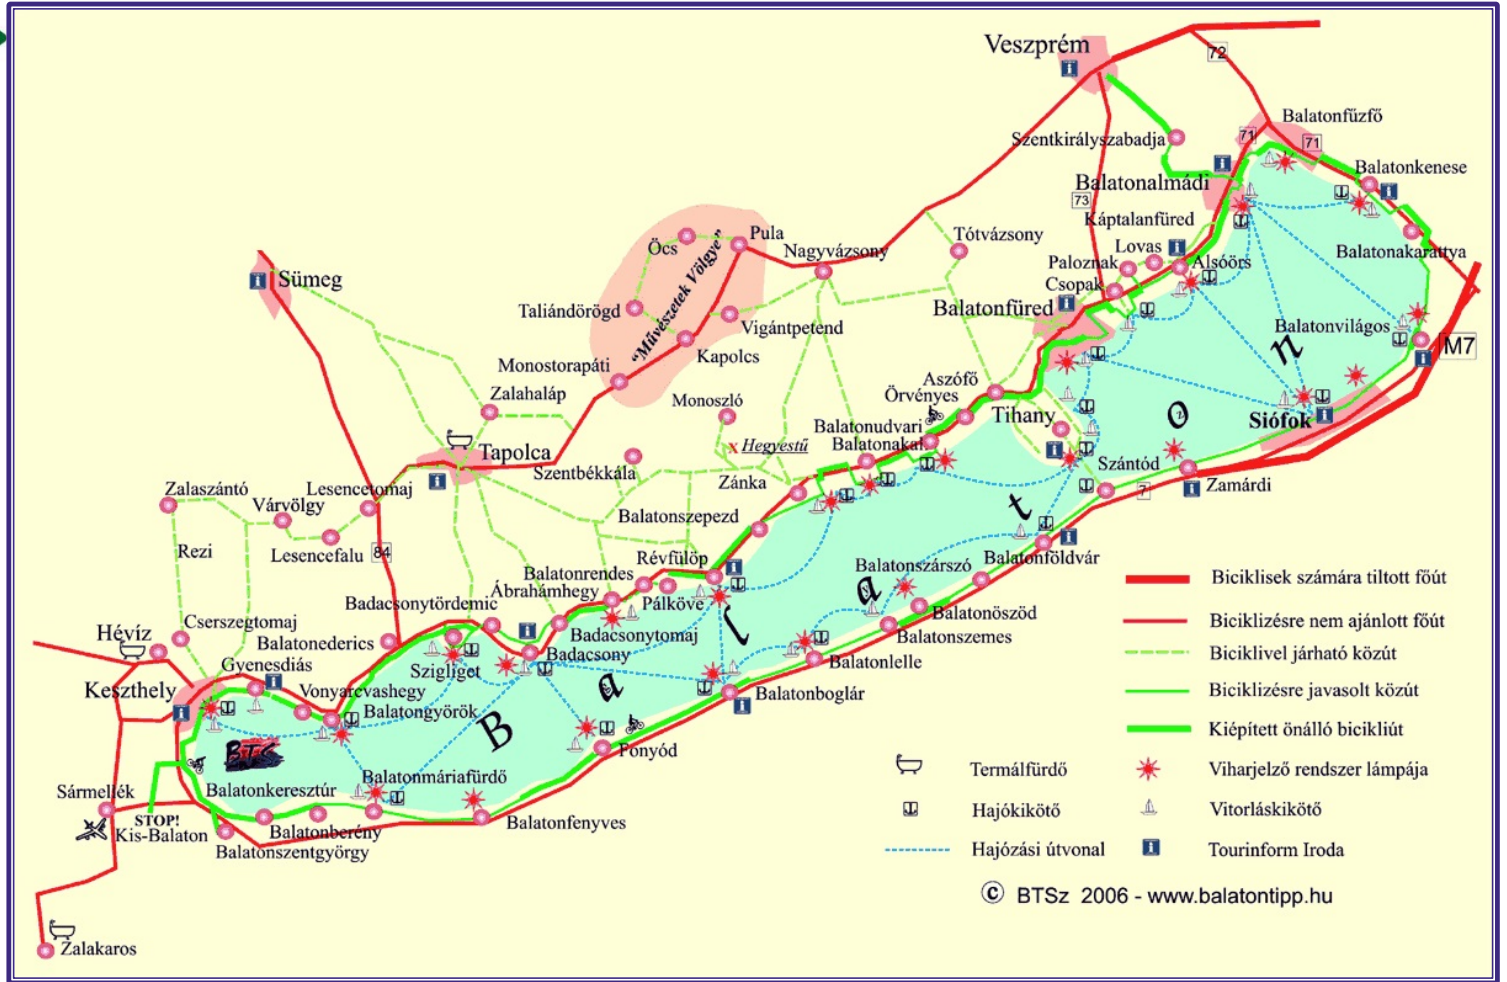 Veszprém
72
Balatonfűzfő
71
71
Szentkirályszabadja
Balatonkenese
Balatonalmádi
73
Káptalanfüred
Öcs
Pula
Nagyvázsony
Tótvázsony
Lovas
Balatonakarattya
Paloznak
Alsóörs
Csopak
Sümeg
"Művészetek Völgye"
Taliándörögd
Balatonfüred
Vigántpetend
Balatonvilágos
M7
Kapolcs
Monostorapáti
Aszófő
Zalahaláp
Monoszló
Örvényes
Tihany
Siófok
Balatonudvari
Tapolca
x Hegyestű
Balatonakali
Szentbékkála
Szántód
Zánka
Zamárdi
7
Zalaszántó
Lesencetomaj
Várvölgy
Balatonszepezd
Rezi
Lesencefalu
84
Révfülöp
Balatonföldvár
Balatonszárszó
Balatonrendes
Ábrahámhegy
Pálköve
Badacsonytördemic
Balatonöszöd
Cserszegtomaj
Hévíz
Balatonederics
Badacsonytomaj
Balatonszemes
Badacsony
Balatonlelle
Gyenesdiás
Szigliget
Keszthely
Vonyarcvashegy
Balatonboglár
Balatongyörök
B a l a t o n
BTG
Fonyód
Balatonmáriafürdő
Sármellék
Balatonkeresztúr
STOP!
Kis-Balaton
Balatonberény
Balatonfenyves
Balatonszentgyörgy
Zalakaros
Biciklisek számára tiltott főút
Biciklizésre nem ajánlott főút
Biciklivel járható közút
Biciklizésre javasolt közút
Kiépített önálló bicikliút
Termálfürdő
Viharjelző rendszer lámpája
Hajókikötő
Vitorláskikötő
Hajózási útvonal
Tourinform Iroda
© BTSz 2006 - www.balatontipp.hu